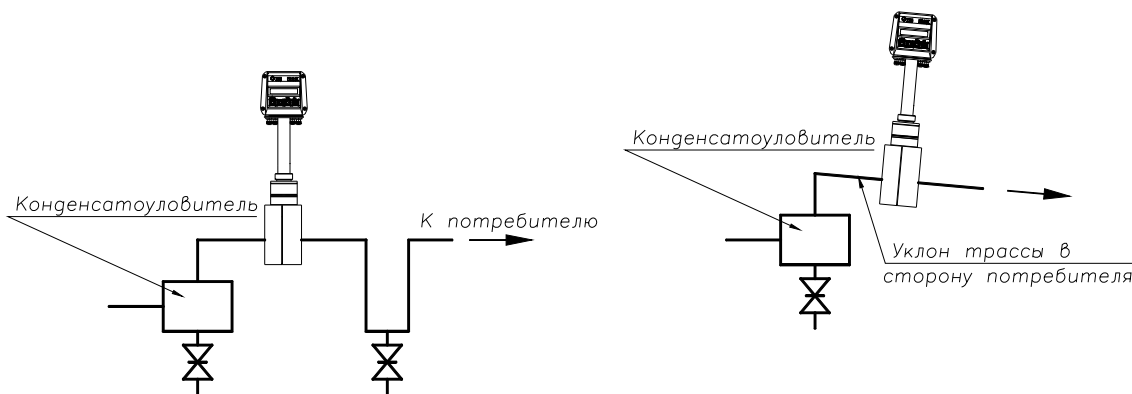 Конденсатоуловитель
К потребителю
Конденсатоуловитель
Уклон трассы в
сторону потребителя